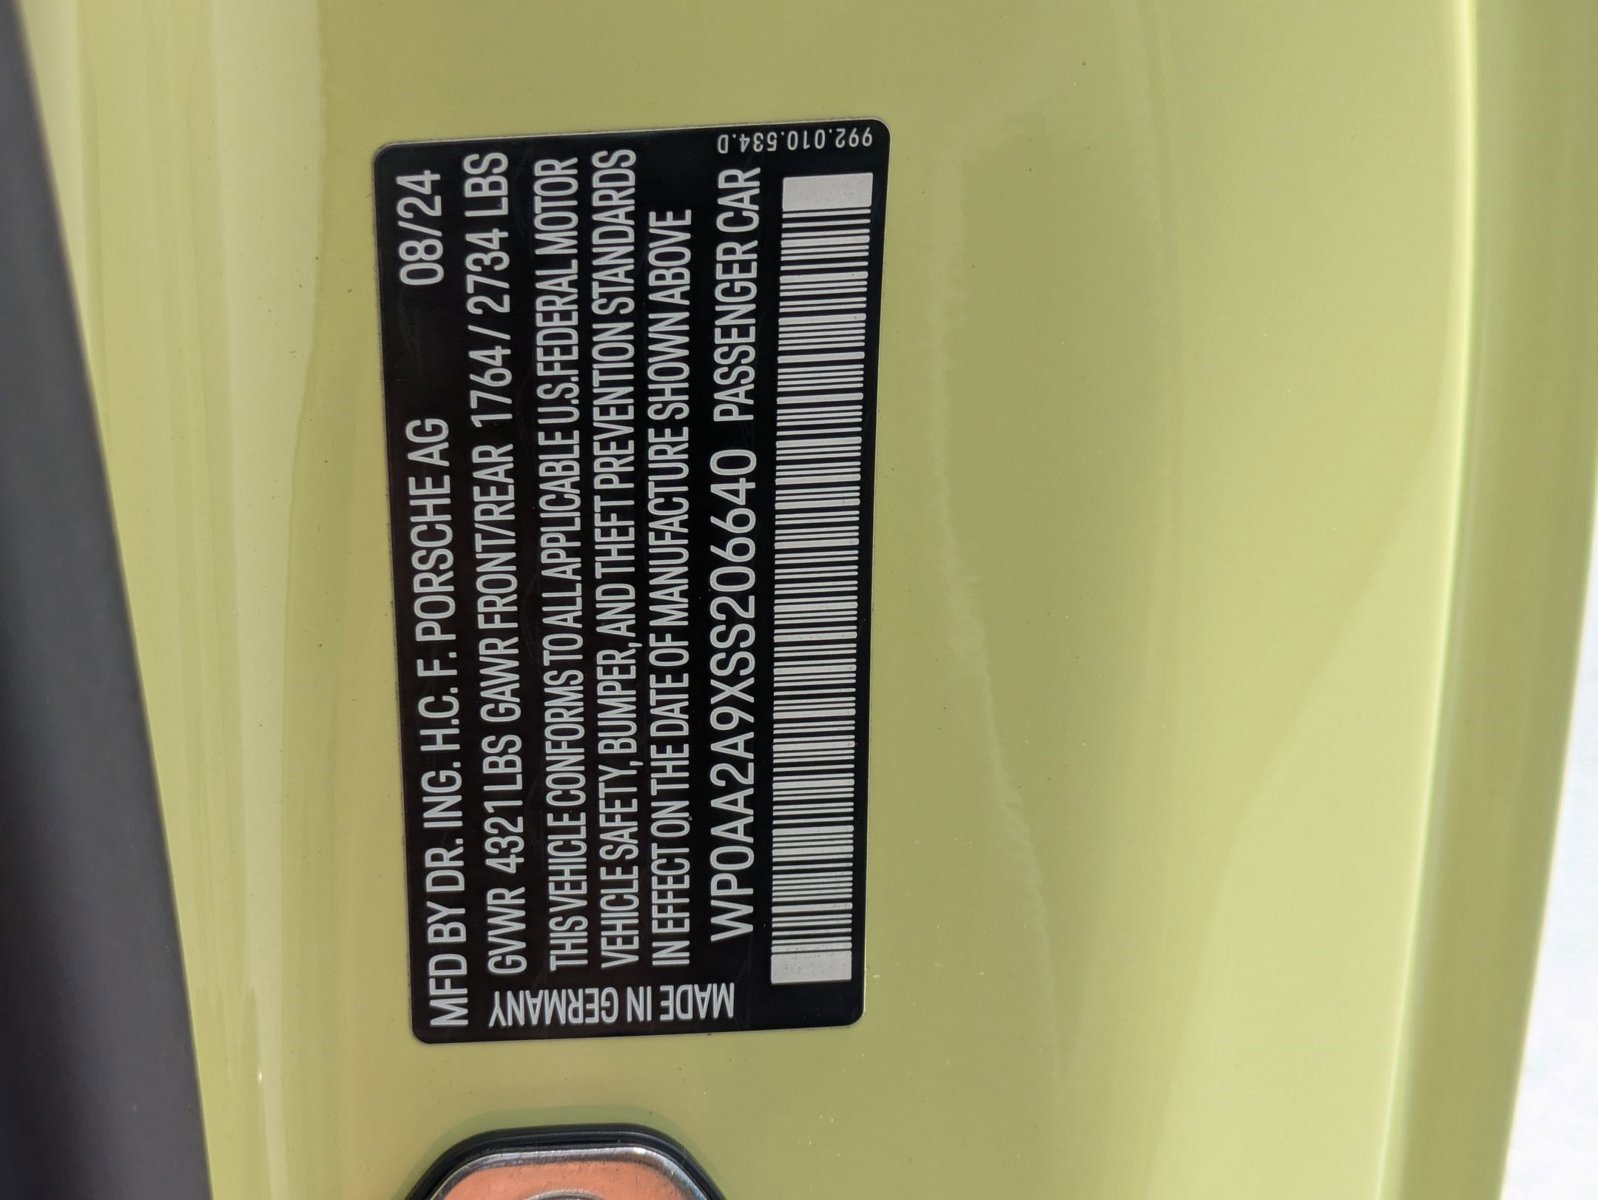 MFD BY DR. ING. H.C. F. PORSCHE AG 08/24
GVWR 4321 LBS GAWR FRONT/REAR 1764 / 2734 LBS
THIS VEHICLE CONFORMS TO ALL APPLICABLE U.S. FEDERAL MOTOR
VEHICLE SAFETY, BUMPER, AND THEFT PREVENTION STANDARDS
IN EFFECT ON THE DATE OF MANUFACTURE SHOWN ABOVE
WP0AA2A9XSS206640 PASSENGER CAR
MADE IN GERMANY
992.010.534.D